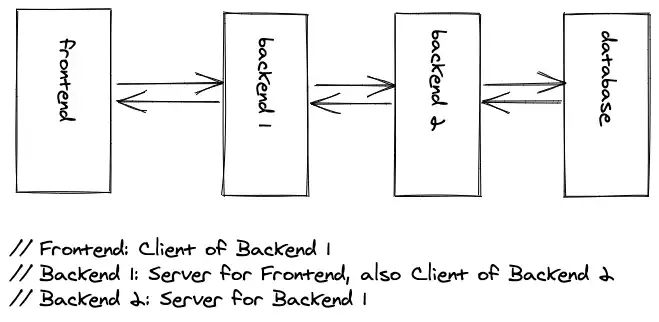 frontend
backend 1
backend 2
database
// Frontend: Client of Backend 1
// Backend 1: Server for Frontend, also Client of Backend 2
// Backend 2: Server for Backend 1